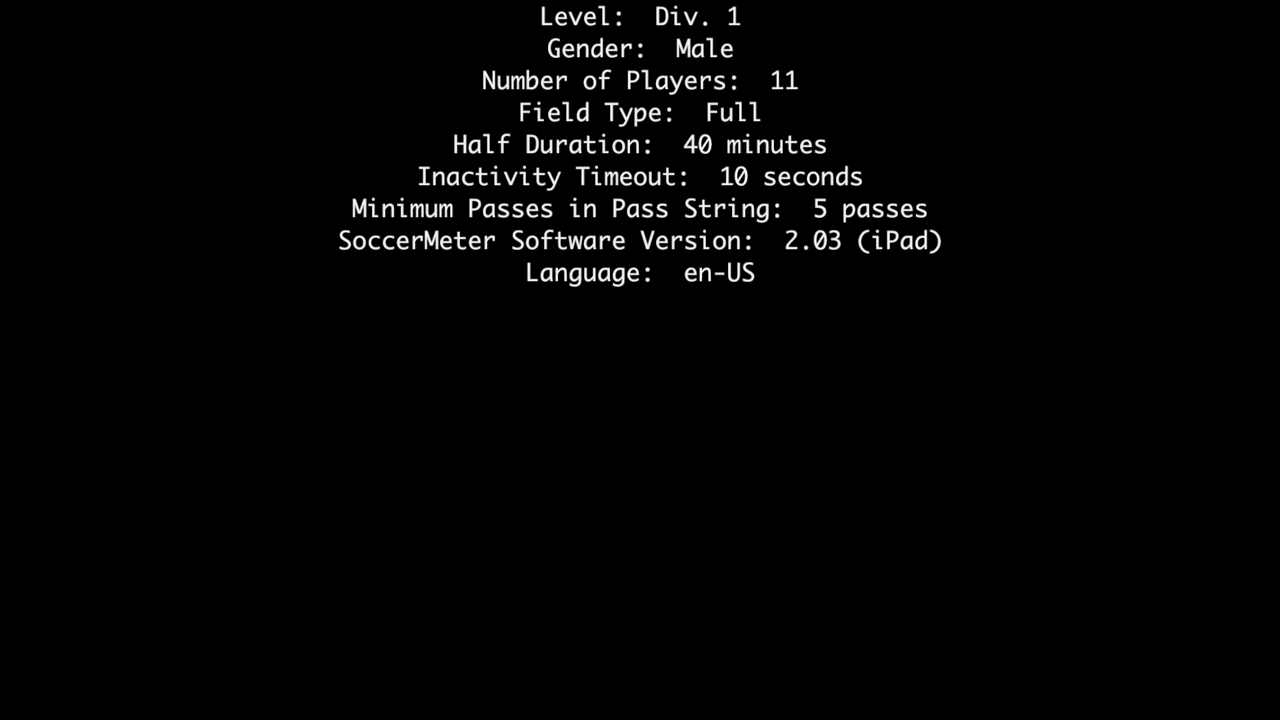 Level:  Div. 1
Gender:  Male
Number of Players:  11
Field Type:  Full
Half Duration:  40 minutes
Inactivity Timeout:  10 seconds
Minimum Passes in Pass String:  5 passes
SoccerMeter Software Version:  2.03 (iPad)
Language:  en-US